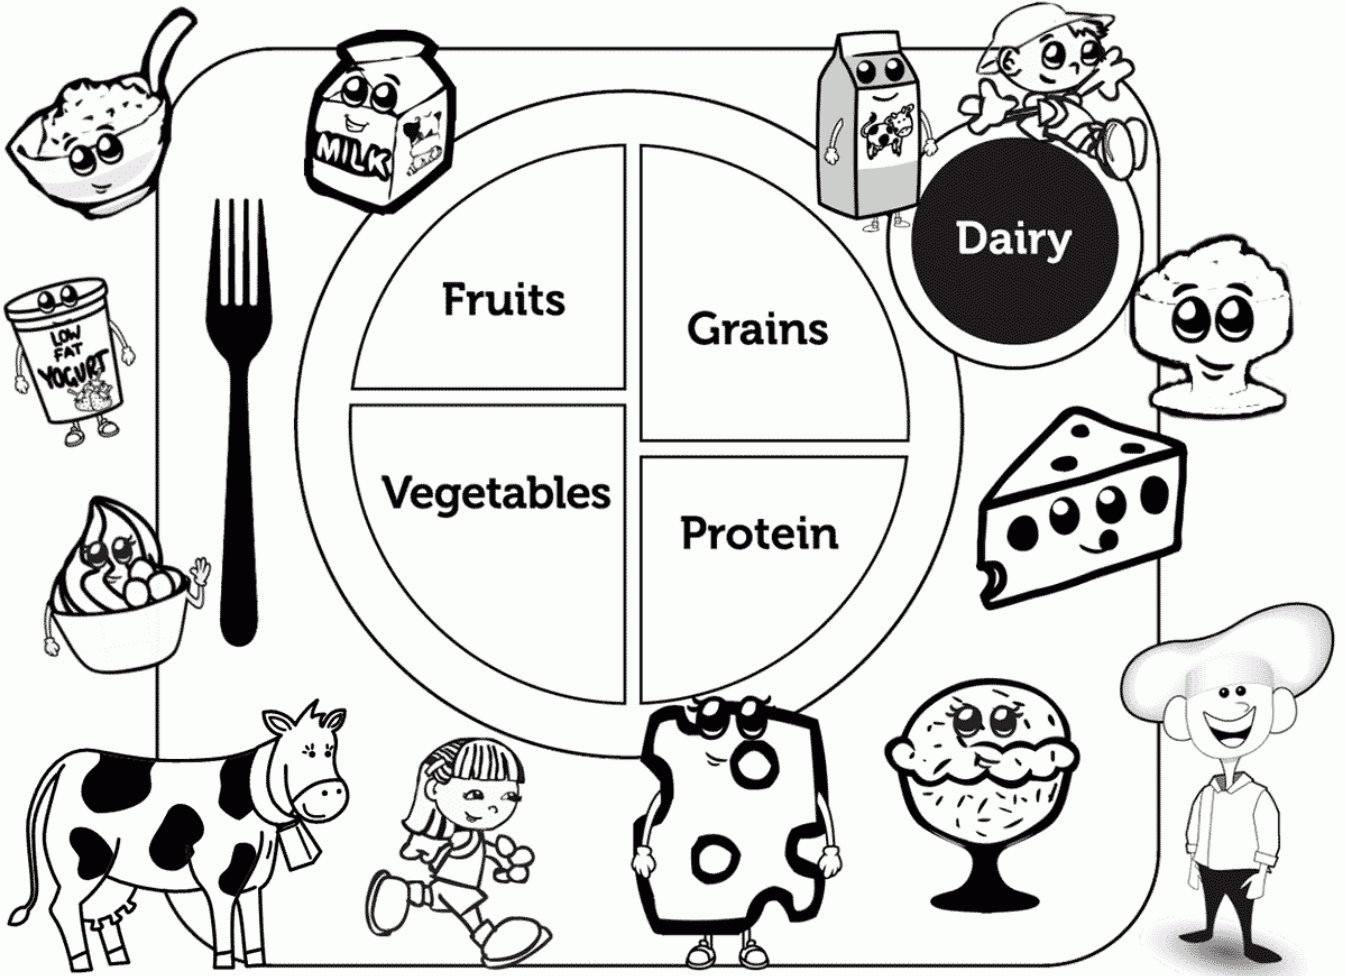 MILK
Dairy
Fruits
Grains
LOW
FAT
YOGURT
Vegetables
Protein